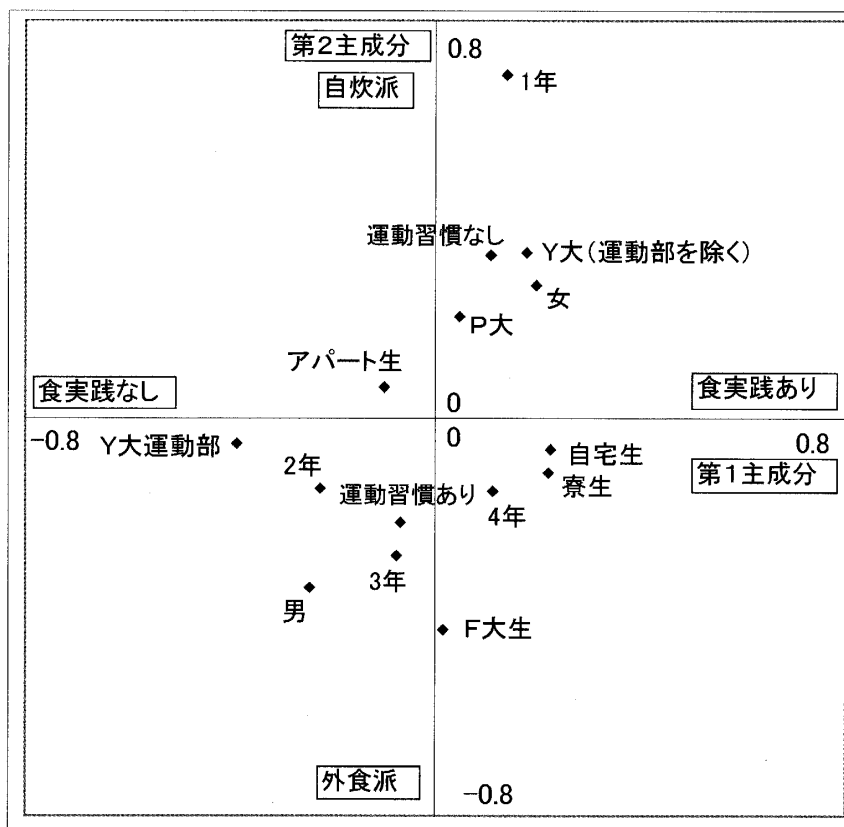 第2主成分
0.8
自炊派
1年
運動習慣なし
Y大(運動部を除く)
女
P大
アパート生
食実践なし
0
食実践あり
-0.8
Y大運動部
0
0.8
自宅生
2年
運動習慣あり
寮生
第1主成分
4年
3年
男
F大生
外食派
-0.8